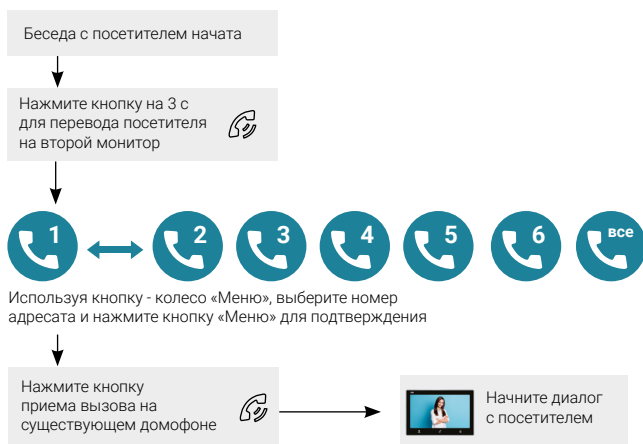 Беседа с посетителем начата
Нажмите кнопку на 3 с
для перевода посетителя
на второй монитор
1
2
3
4
5
6
все
Используя кнопку - колесо «Меню», выберите номер
адресата и нажмите кнопку «Меню» для подтверждения
Нажмите кнопку
приема вызова на
существующем домофоне
Начните диалог
с посетителем